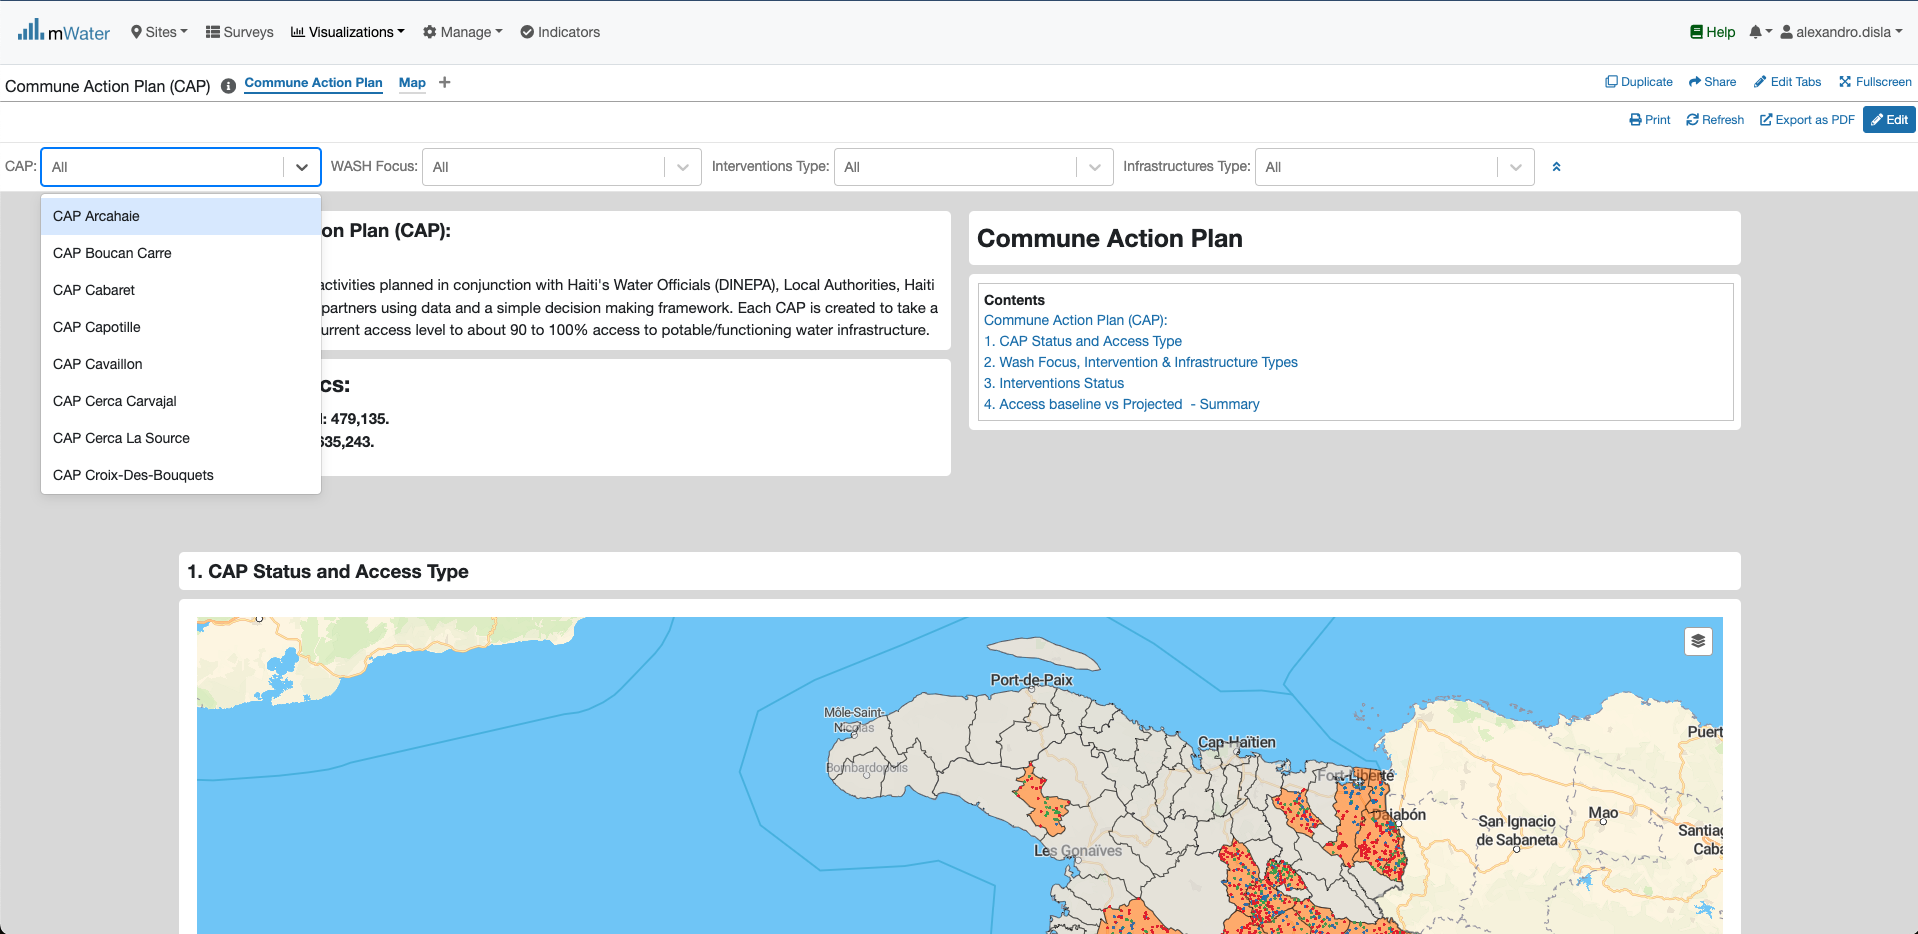 mWater Sites Surveys Visualizations Manage Indicators Help alexandro.disla
Commune Action Plan (CAP) Commune Action Plan Map Duplicate Share Edit Tabs Fullscreen
Print Refresh Export as PDF Edit
CAP: All WASH Focus: All Interventions Type: All Infrastructures Type: All
CAP Arcahaie
CAP Boucan Carre
CAP Cabaret
CAP Capotille
CAP Cavaillon
CAP Cerca Carvajal
CAP Cerca La Source
CAP Croix-Des-Bouquets
on Plan (CAP):
activities planned in conjunction with Haiti's Water Officials (DINEPA), Local Authorities, Haiti
partners using data and a simple decision making framework. Each CAP is created to take a
urrent access level to about 90 to 100% access to potable/functioning water infrastructure.
cs:
: 479,135.
635,243.
Commune Action Plan
Contents
Commune Action Plan (CAP):
1. CAP Status and Access Type
2. Wash Focus, Intervention & Infrastructure Types
3. Interventions Status
4. Access baseline vs Projected - Summary
1. CAP Status and Access Type
Port-de-Paix
Môle-Saint-
Nicolas
Bombardopolis
Cap-Haïtien
Fort-Liberté
Dajabón
Les Gonaïves
San Ignacio
de Sabaneta
Mao
Puert
Santiag
Caba